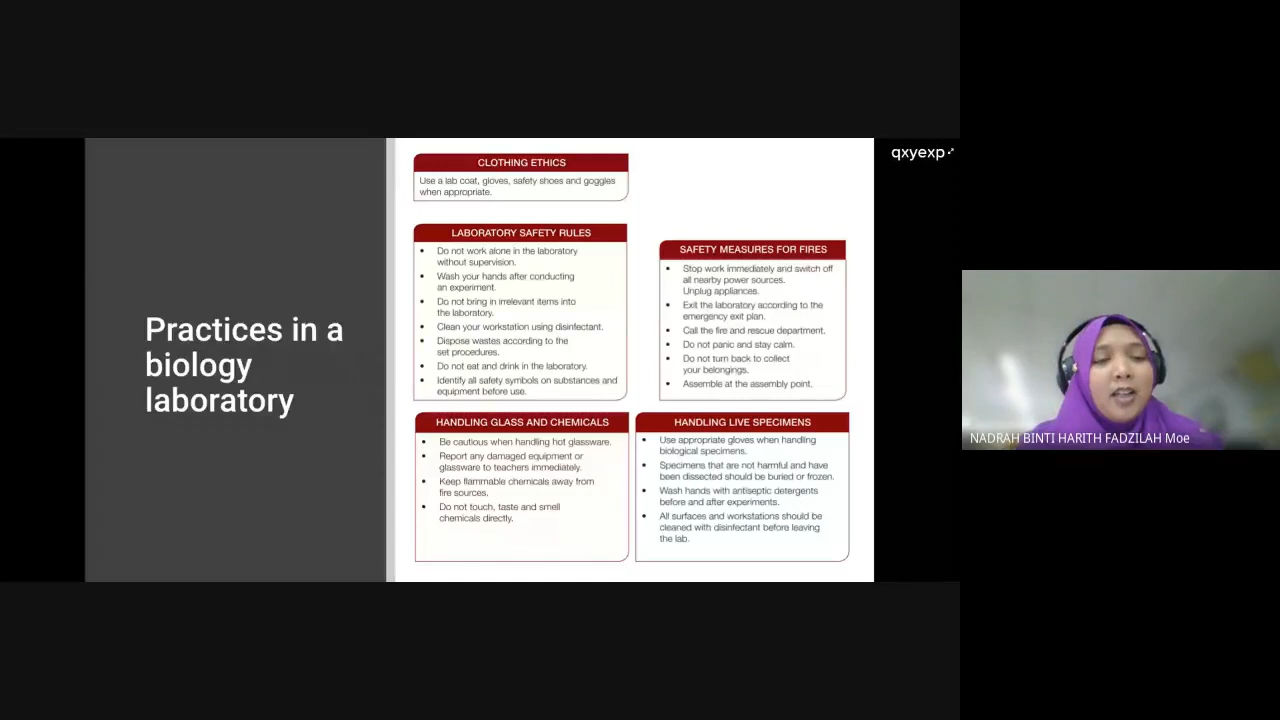 Practices in a
biology
laboratory
CLOTHING ETHICS
Use a lab coat, gloves, safety shoes and goggles
when appropriate.
LABORATORY SAFETY RULES
• Do not work alone in the laboratory
without supervision.
• Wash your hands after conducting
an experiment.
• Do not bring in irrelevant items into
the laboratory.
• Clean your workstation using disinfectant.
• Dispose wastes according to the
set procedures.
• Do not eat and drink in the laboratory.
• Identify all safety symbols on substances and
equipment before use.
SAFETY MEASURES FOR FIRES
• Stop work immediately and switch off
all nearby power sources.
Unplug appliances.
• Exit the laboratory according to the
emergency exit plan.
• Call the fire and rescue department.
• Do not panic and stay calm.
• Do not turn back to collect
your belongings.
• Assemble at the assembly point.
HANDLING GLASS AND CHEMICALS
• Be cautious when handling hot glassware.
• Report any damaged equipment or
glassware to teachers immediately.
• Keep flammable chemicals away from
fire sources.
• Do not touch, taste and smell
chemicals directly.
HANDLING LIVE SPECIMENS
• Use appropriate gloves when handling
biological specimens.
• Specimens that are not harmful and have
been dissected should be buried or frozen.
• Wash hands with antiseptic detergents
before and after experiments.
• All surfaces and workstations should be
cleaned with disinfectant before leaving
the lab.
qxyexp
NADRAH BINTI HARITH FADZILAH Moe